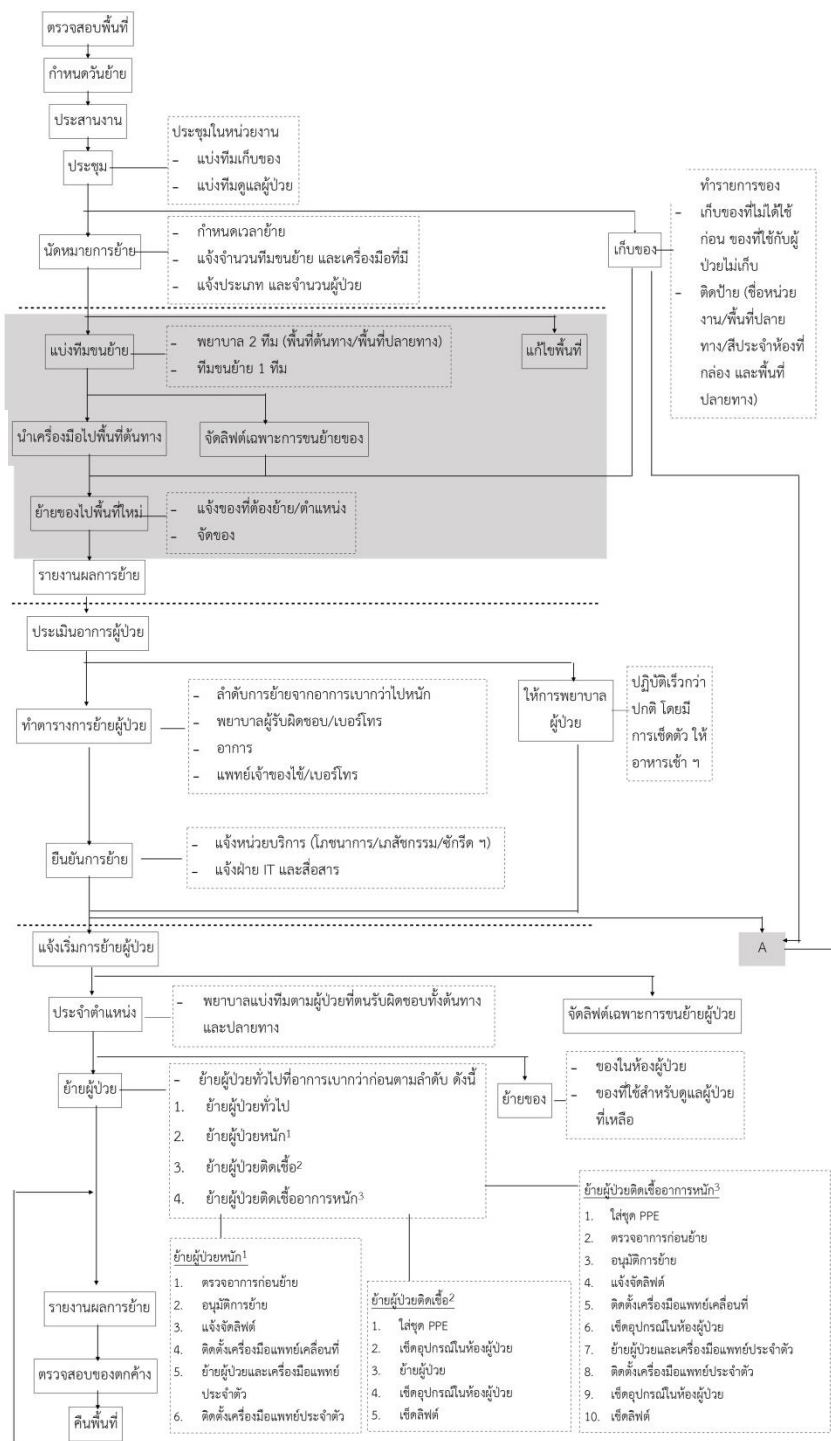 ตรวจสอบพื้นที่
กำหนดวันย้าย
ประสานงาน
ประชุม
ประชุมในหน่วยงาน
- แบ่งทีมเก็บของ
- แบ่งทีมดูแลผู้ป่วย
นัดหมายการย้าย
- กำหนดเวลาย้าย
- แจ้งจำนวนทีมขนย้าย และเครื่องมือที่มี
- แจ้งประเภท และจำนวนผู้ป่วย
เก็บของ
ทำรายการของ
- เก็บของที่ไม่ได้ใช้
ก่อน ของที่ใช้กับผู้
ป่วยไม่เก็บ
- ติดป้าย (ชื่อหน่วย
งาน/พื้นที่ปลาย
ทาง/สีประจำห้องที่
กล่อง และพื้นที่
ปลายทาง)
แบ่งทีมขนย้าย
- พยาบาล 2 ทีม (พื้นที่ต้นทาง/พื้นที่ปลายทาง)
- ทีมขนย้าย 1 ทีม
แก้ไขพื้นที่
นำเครื่องมือไปพื้นที่ต้นทาง
จัดลิฟต์เฉพาะการขนย้ายของ
ย้ายของไปพื้นที่ใหม่
- แจ้งของที่ต้องย้าย/ตำแหน่ง
- จัดของ
รายงานผลการย้าย
ประเมินอาการผู้ป่วย
ทำตารางการย้ายผู้ป่วย
- ลำดับการย้ายจากอาการเบากว่าไปหนัก
- พยาบาลผู้รับผิดชอบ/เบอร์โทร
- อาการ
- แพทย์เจ้าของไข้/เบอร์โทร
ให้การพยาบาล
ผู้ป่วย
ปฏิบัติเร็วกว่า
ปกติ โดยมี
การเช็ดตัว ให้
อาหารเช้า ฯ
ยืนยันการย้าย
- แจ้งหน่วยบริการ (โภชนาการ/เภสัชกรรม/ซักรีด ฯ)
- แจ้งฝ่าย IT และสื่อสาร
แจ้งเริ่มการย้ายผู้ป่วย
A
ประจำตำแหน่ง
- พยาบาลแบ่งทีมตามผู้ป่วยที่ตนรับผิดชอบทั้งต้นทาง
และปลายทาง
จัดลิฟต์เฉพาะการขนย้ายผู้ป่วย
ย้ายผู้ป่วย
- ย้ายผู้ป่วยทั่วไปที่อาการเบากว่าก่อนตามลำดับ ดังนี้
1. ย้ายผู้ป่วยทั่วไป
2. ย้ายผู้ป่วยหนัก1
3. ย้ายผู้ป่วยติดเชื้อ2
4. ย้ายผู้ป่วยติดเชื้ออาการหนัก3
ย้ายของ
- ของในห้องผู้ป่วย
- ของที่ใช้สำหรับดูแลผู้ป่วย
ที่เหลือ
ย้ายผู้ป่วยหนัก1
1. ตรวจอาการก่อนย้าย
2. อนุมัติการย้าย
3. แจ้งจัดลิฟต์
4. ติดตั้งเครื่องมือแพทย์เคลื่อนที่
5. ย้ายผู้ป่วยและเครื่องมือแพทย์
ประจำตัว
6. ติดตั้งเครื่องมือแพทย์ประจำตัว
ย้ายผู้ป่วยติดเชื้อ2
1. ใส่ชุด PPE
2. เช็ดอุปกรณ์ในห้องผู้ป่วย
3. ย้ายผู้ป่วย
4. เช็ดอุปกรณ์ในห้องผู้ป่วย
5. เช็ดลิฟต์
ย้ายผู้ป่วยติดเชื้ออาการหนัก3
1. ใส่ชุด PPE
2. ตรวจอาการก่อนย้าย
3. อนุมัติการย้าย
4. แจ้งจัดลิฟต์
5. ติดตั้งเครื่องมือแพทย์เคลื่อนที่
6. เช็ดอุปกรณ์ในห้องผู้ป่วย
7. ย้ายผู้ป่วยและเครื่องมือแพทย์ประจำตัว
8. ติดตั้งเครื่องมือแพทย์ประจำตัว
9. เช็ดอุปกรณ์ในห้องผู้ป่วย
10. เช็ดลิฟต์
รายงานผลการย้าย
ตรวจสอบของตกค้าง
คืนพื้นที่